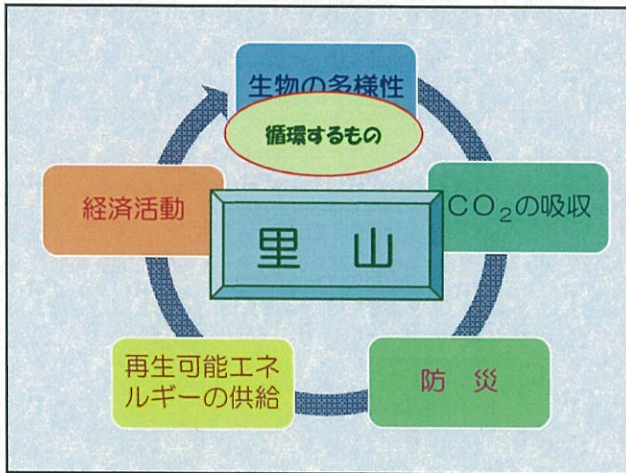 生物の多様性
循環するもの
経済活動
CO₂の吸収
里 山
再生可能エネ
ルギーの供給
防 災